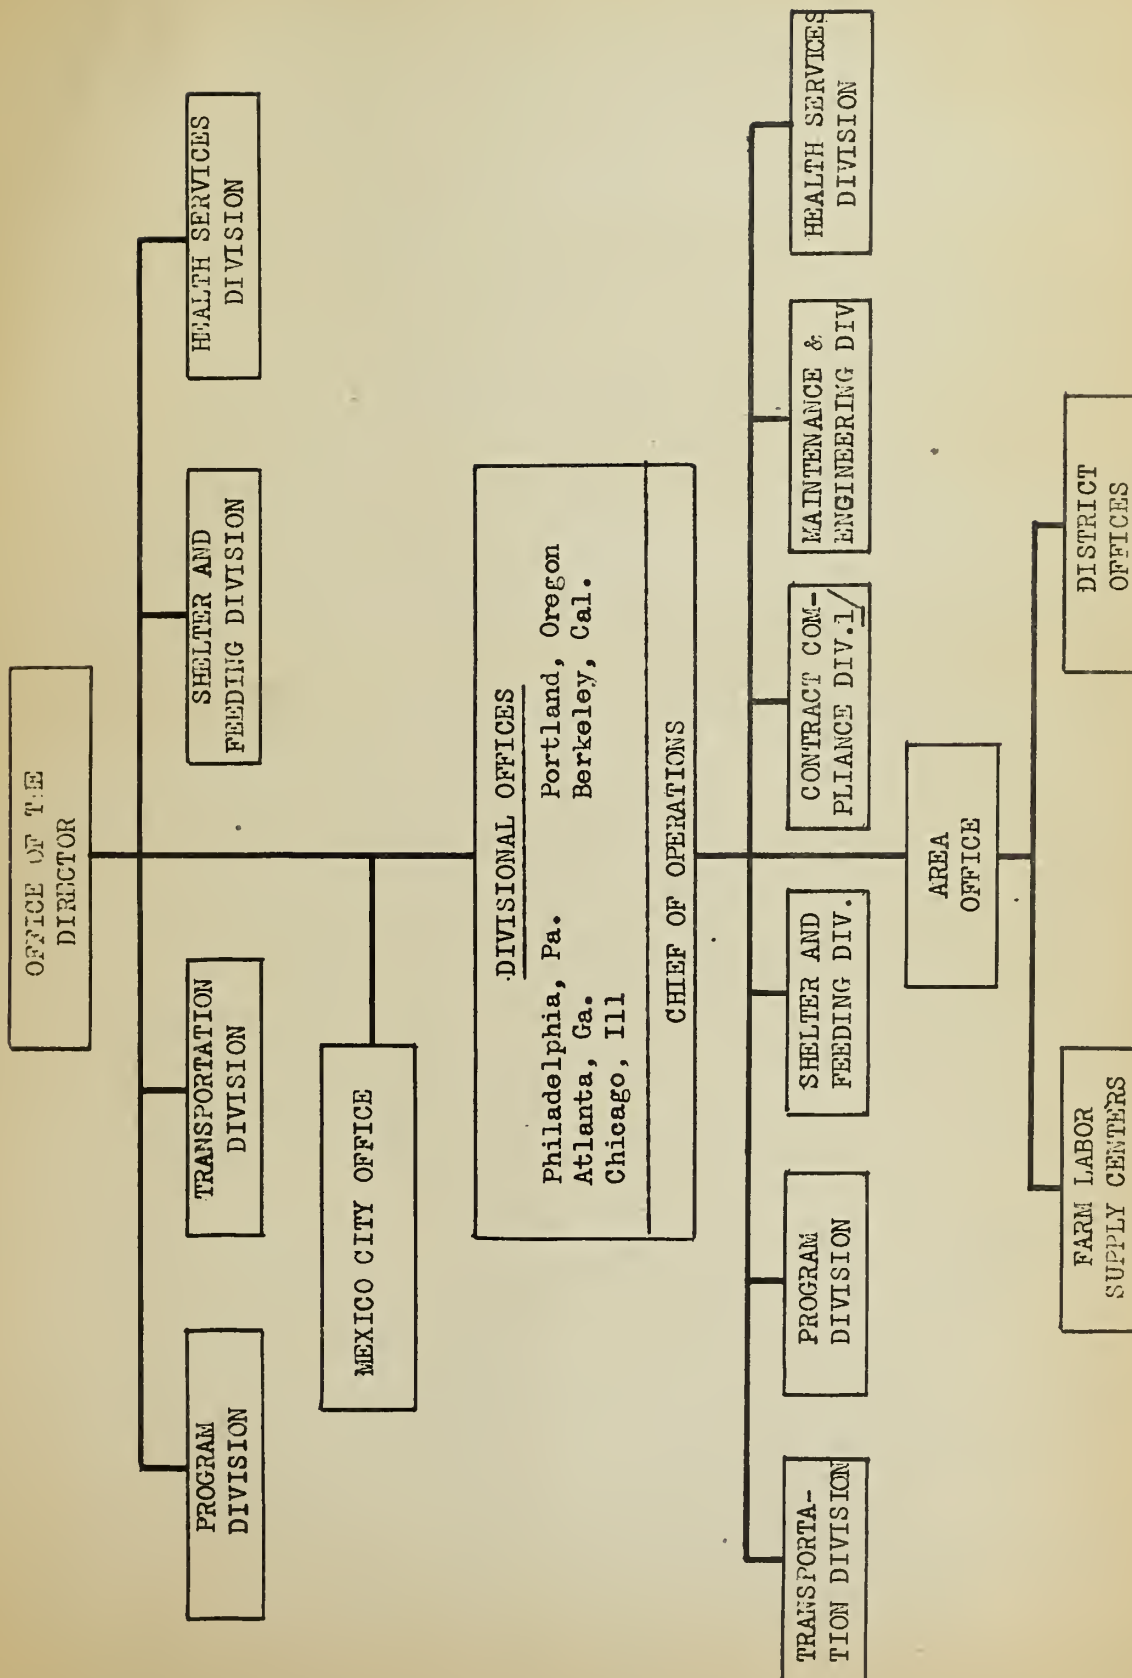 OFFICE OF THE
DIRECTOR
PROGRAM
DIVISION
TRANSPORTATION
DIVISION
SHELTER AND
FEEDING DIVISION
HEALTH SERVICES
DIVISION
MEXICO CITY OFFICE
DIVISIONAL OFFICES
Philadelphia, Pa. Portland, Oregon
Atlanta, Ga. Berkeley, Cal.
Chicago, Ill
CHIEF OF OPERATIONS
TRANSPORTA-
TION DIVISION
PROGRAM
DIVISION
SHELTER AND
FEEDING DIV.
CONTRACT COM-
PLIANCE DIV.1/
MAINTENANCE &
ENGINEERING DIV
HEALTH SERVICES
DIVISION
AREA
OFFICE
FARM LABOR
SUPPLY CENTERS
DISTRICT
OFFICES